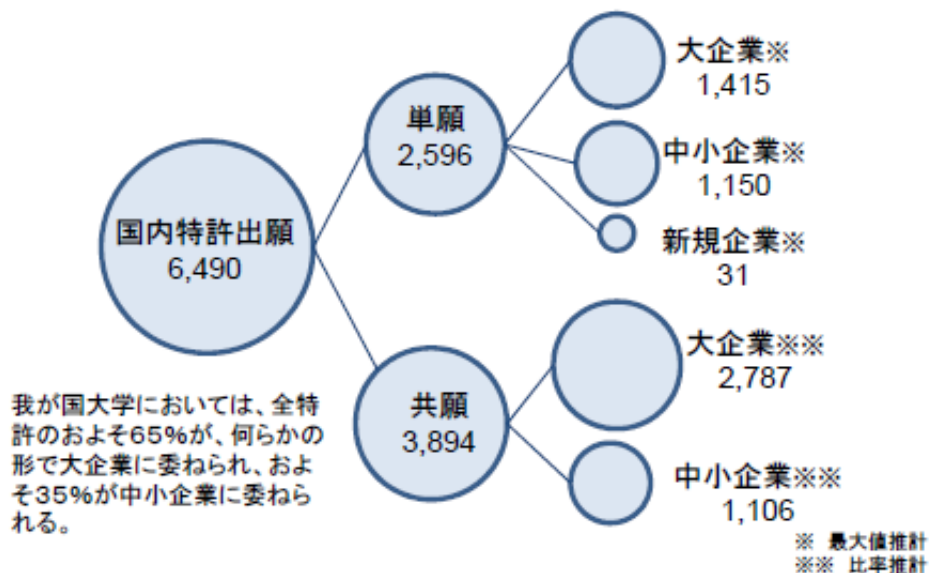 国内特許出願
6,490
単願
2,596
大企業※
1,415
中小企業※
1,150
新規企業※
31
共願
3,894
大企業※※
2,787
中小企業※※
1,106
我が国大学においては、全特
許のおよそ65%が、何らかの
形で大企業に委ねられ、およ
そ35%が中小企業に委ねら
れる。
※ 最大値推計
※※ 比率推計